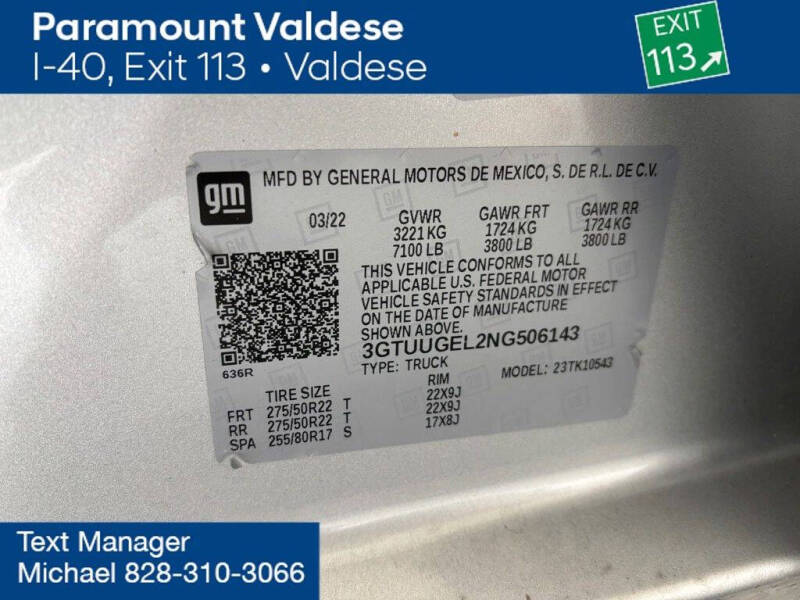 Paramount Valdese
I-40, Exit 113 • Valdese
EXIT
113
gm
MFD BY GENERAL MOTORS DE MEXICO, S. DE R.L. DE C.V.
03/22
GVWR GAWR FRT GAWR RR
3221 KG 1724 KG 1724 KG
7100 LB 3800 LB 3800 LB
THIS VEHICLE CONFORMS TO ALL
APPLICABLE U.S. FEDERAL MOTOR
VEHICLE SAFETY STANDARDS IN EFFECT
ON THE DATE OF MANUFACTURE
SHOWN ABOVE.
3GTUUGEL2NG506143
636R
TYPE: TRUCK MODEL: 23TK10543
TIRE SIZE RIM
FRT 275/50R22 T 22X9J
RR 275/50R22 T 22X9J
SPA 255/80R17 S 17X8J
Text Manager
Michael 828-310-3066